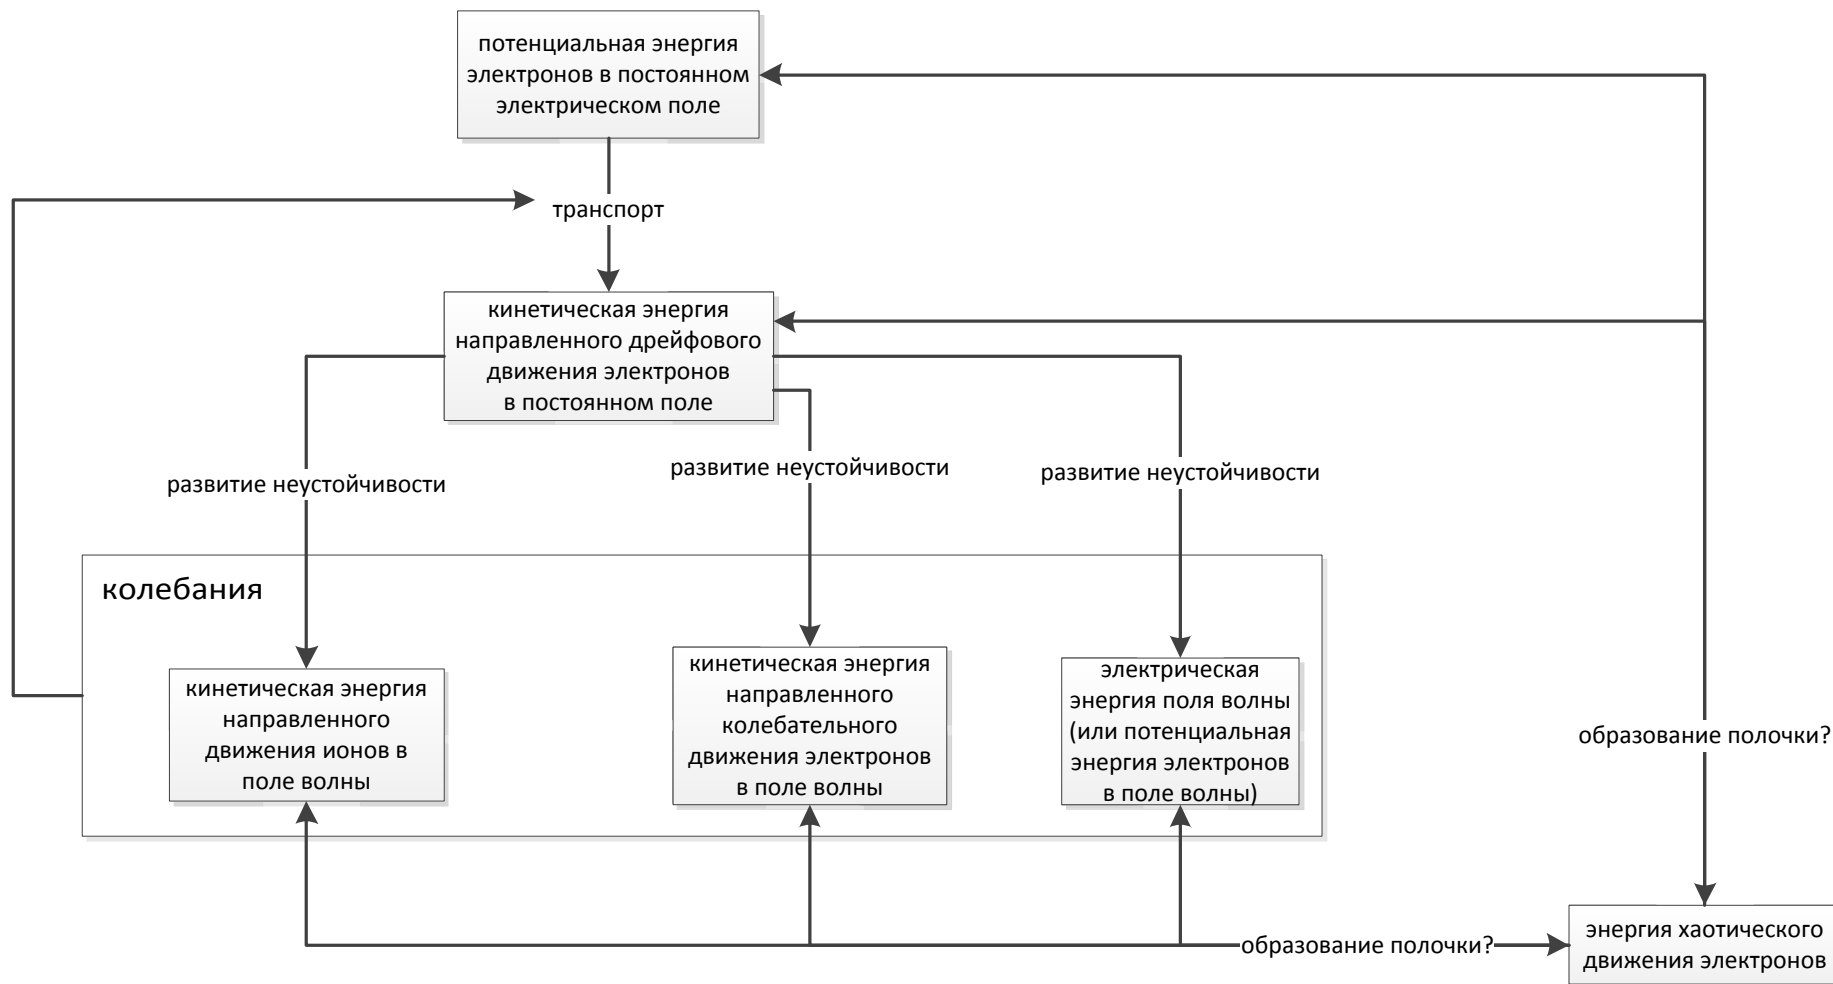 потенциальная энергия
электронов в постоянном
электрическом поле
транспорт
кинетическая энергия
направленного дрейфового
движения электронов
в постоянном поле
развитие неустойчивости
развитие неустойчивости
развитие неустойчивости
колебания
кинетическая энергия
направленного
движения ионов в
поле волны
кинетическая энергия
направленного
колебательного
движения электронов
в поле волны
электрическая
энергия поля волны
(или потенциальная
энергия электронов
в поле волны)
образование полочки?
образование полочки?
энергия хаотического
движения электронов